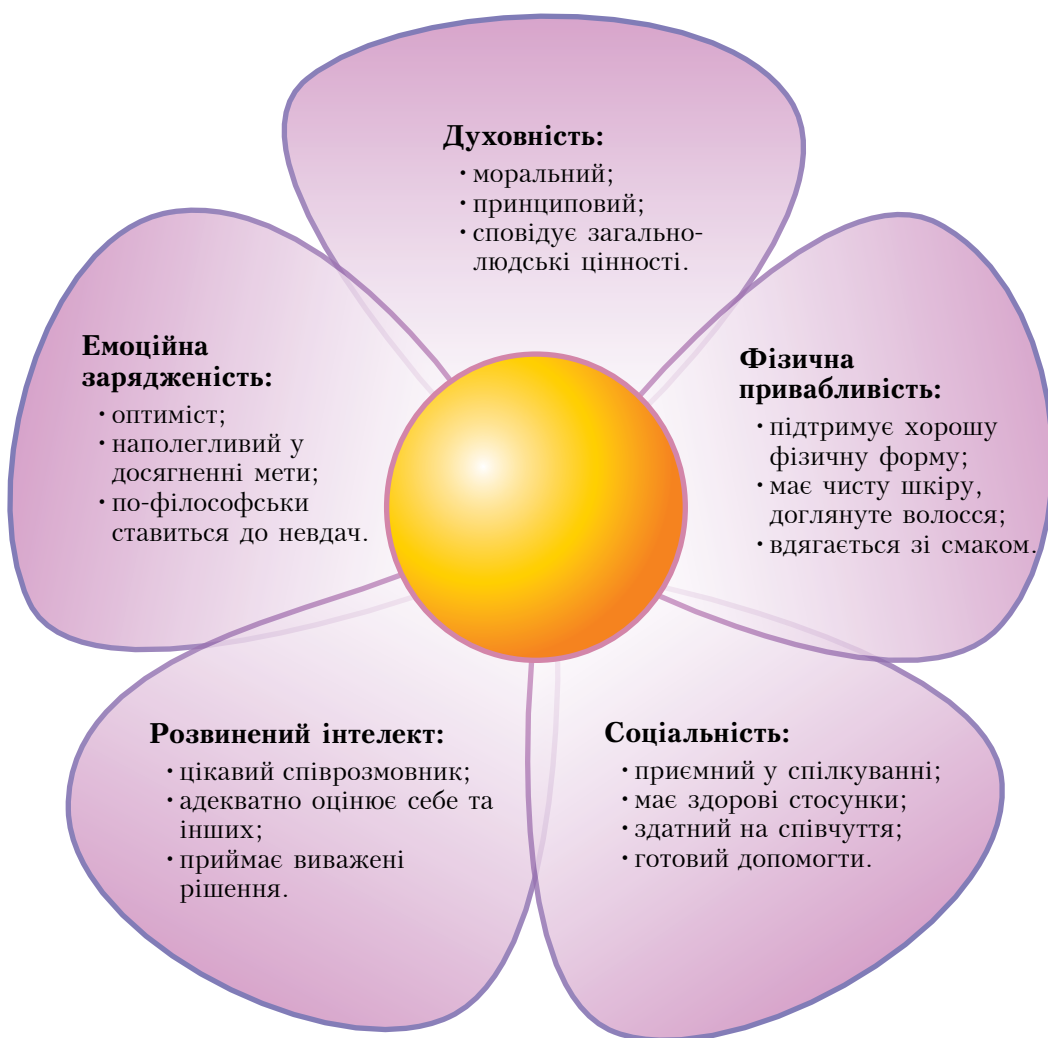 Духовність:
· моральний;
· принциповий;
· сповідує загально-
людські цінності.
Емоційна
зарядженість:
· оптиміст;
· наполегливий у
досягненні мети;
· по-філософськи
ставиться до невдач.
Фізична
привабливість:
· підтримує хорошу
фізичну форму;
· має чисту шкіру,
доглянуте волосся;
· вдягається зі смаком.
Розвинений інтелект:
· цікавий співрозмовник;
· адекватно оцінює себе та
інших;
· приймає виважені
рішення.
Соціальність:
· приємний у спілкуванні;
· має здорові стосунки;
· здатний на співчуття;
· готовий допомогти.